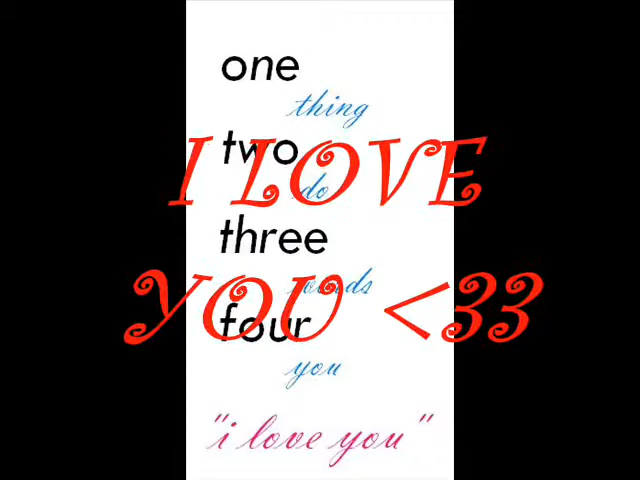 one
thing
two
I LOVE
do
three
YOU <33
four
you
"i love you"